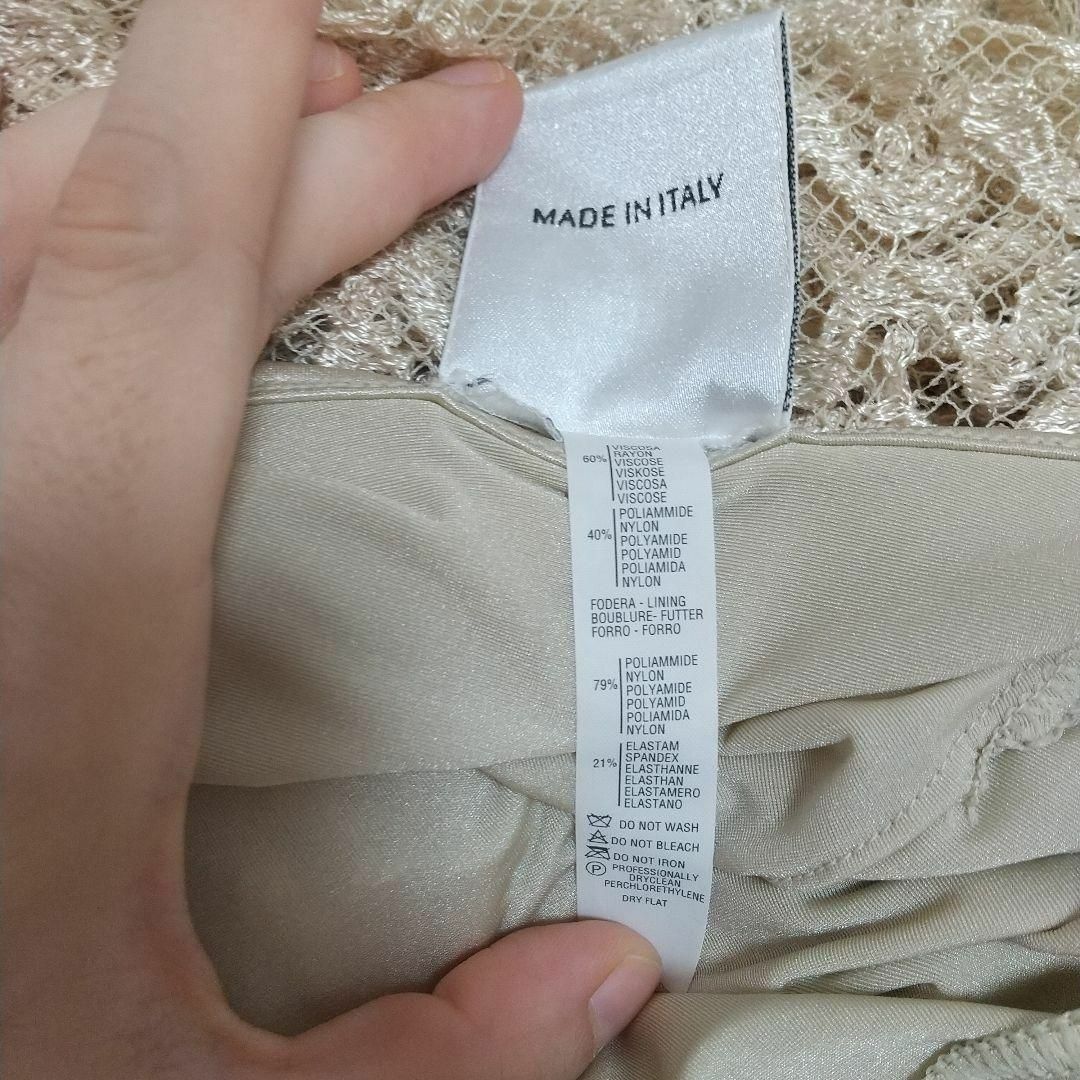 MADE IN ITALY
VISCOSA
60% RAYON
VISCOSE
VISKOSE
VISCOSA
VISCOSE
POLIAMMIDE
NYLON
40% POLYAMIDE
POLYAMID
POLIAMIDA
NYLON
FODERA - LINING
BOUBLURE- FUTTER
FORRO - FORRO
POLIAMMIDE
NYLON
79% POLYAMIDE
POLYAMID
POLIAMIDA
NYLON
ELASTAM
SPANDEX
21% ELASTHANNE
ELASTHAN
ELASTAMERO
ELASTANO
DO NOT WASH
DO NOT BLEACH
DO NOT IRON
P PROFESSIONALLY
DRYCLEAN
PERCHLORETHYLENE
DRY FLAT